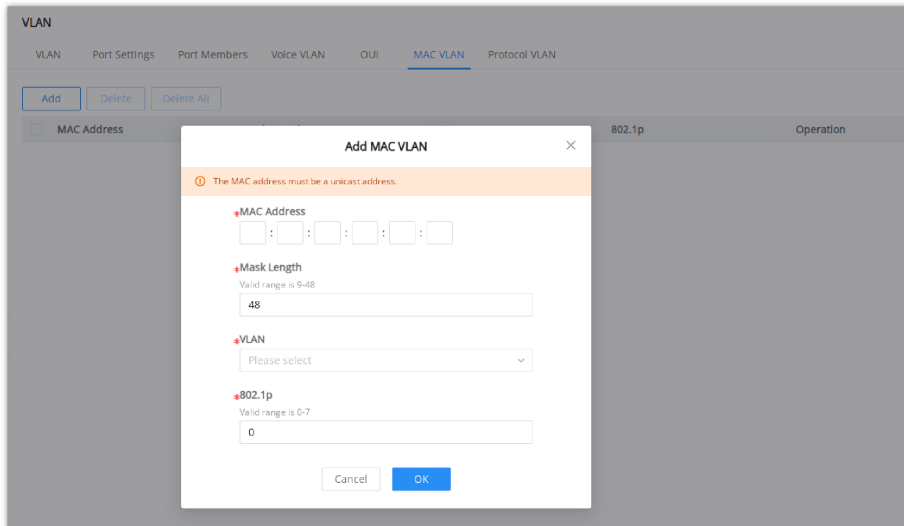 VLAN
VLAN Port Settings Port Members Voice VLAN OUI MAC VLAN Protocol VLAN
Add Delete Delete All
MAC Address 802.1p Operation
Add MAC VLAN
The MAC address must be a unicast address.
*MAC Address
: : : : :
*Mask Length
Valid range is 9-48
48
*VLAN
Please select
*802.1p
Valid range is 0-7
0
Cancel OK